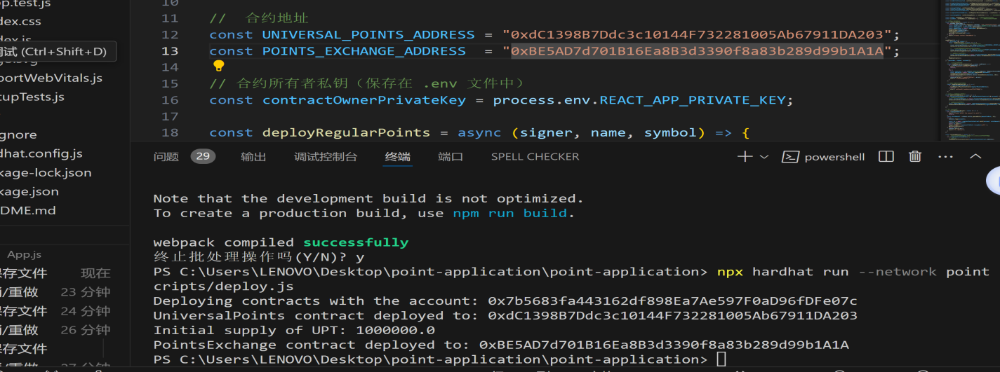 p.test.js
dex.css
dex.js
调试 (Ctrl+Shift+D)
portWebVitals.js
tupTests.js
gnore
dhat.config.js
kage-lock.json
kage.json
DME.md
App.js
保存文件 现在
/重做 23 分钟
保存文件 24 分钟
/重做 26 分钟
保存文件
/重做 27 分钟
10
11 // 合约地址
12 const UNIVERSAL_POINTS_ADDRESS = "0xdC1398B7Ddc3c10144F732281005Ab67911DA203";
13 const POINTS_EXCHANGE_ADDRESS = "0xBE5AD7d701B16Ea8B3d3390f8a83b289d99b1A1A";
14
15 // 合约所有者私钥（保存在 .env 文件中）
16 const contractOwnerPrivateKey = process.env.REACT_APP_PRIVATE_KEY;
17
18 const deployRegularPoints = async (signer, name, symbol) => {
问题 29 输出 调试控制台 终端 端口 SPELL CHECKER
powershell
Note that the development build is not optimized.
To create a production build, use npm run build.
webpack compiled successfully
终止批处理操作吗(Y/N)? y
PS C:\Users\LENOVO\Desktop\point-application\point-application> npx hardhat run --network point
cripts/deploy.js
Deploying contracts with the account: 0x7b5683fa443162df898Ea7Ae597F0aD96fDFe07c
UniversalPoints contract deployed to: 0xdC1398B7Ddc3c10144F732281005Ab67911DA203
Initial supply of UPT: 1000000.0
PointsExchange contract deployed to: 0xBE5AD7d701B16Ea8B3d3390f8a83b289d99b1A1A
PS C:\Users\LENOVO\Desktop\point-application\point-application>